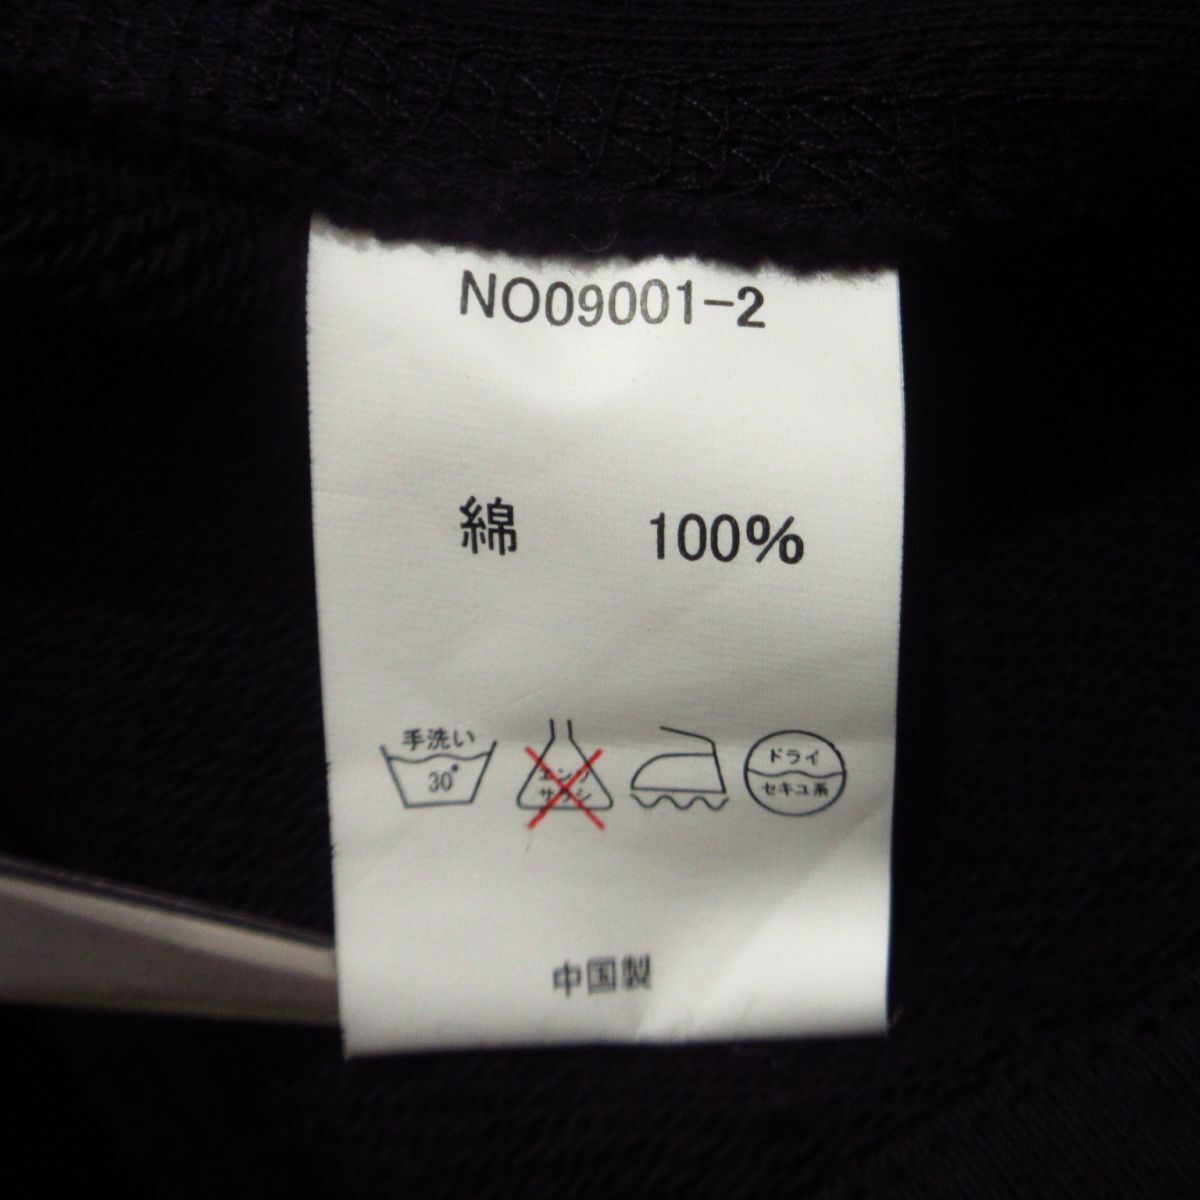 NO09001-2
綿 100%
手洗い
30°
エンソ
サラシ
ドライ
セキユ系
中国製